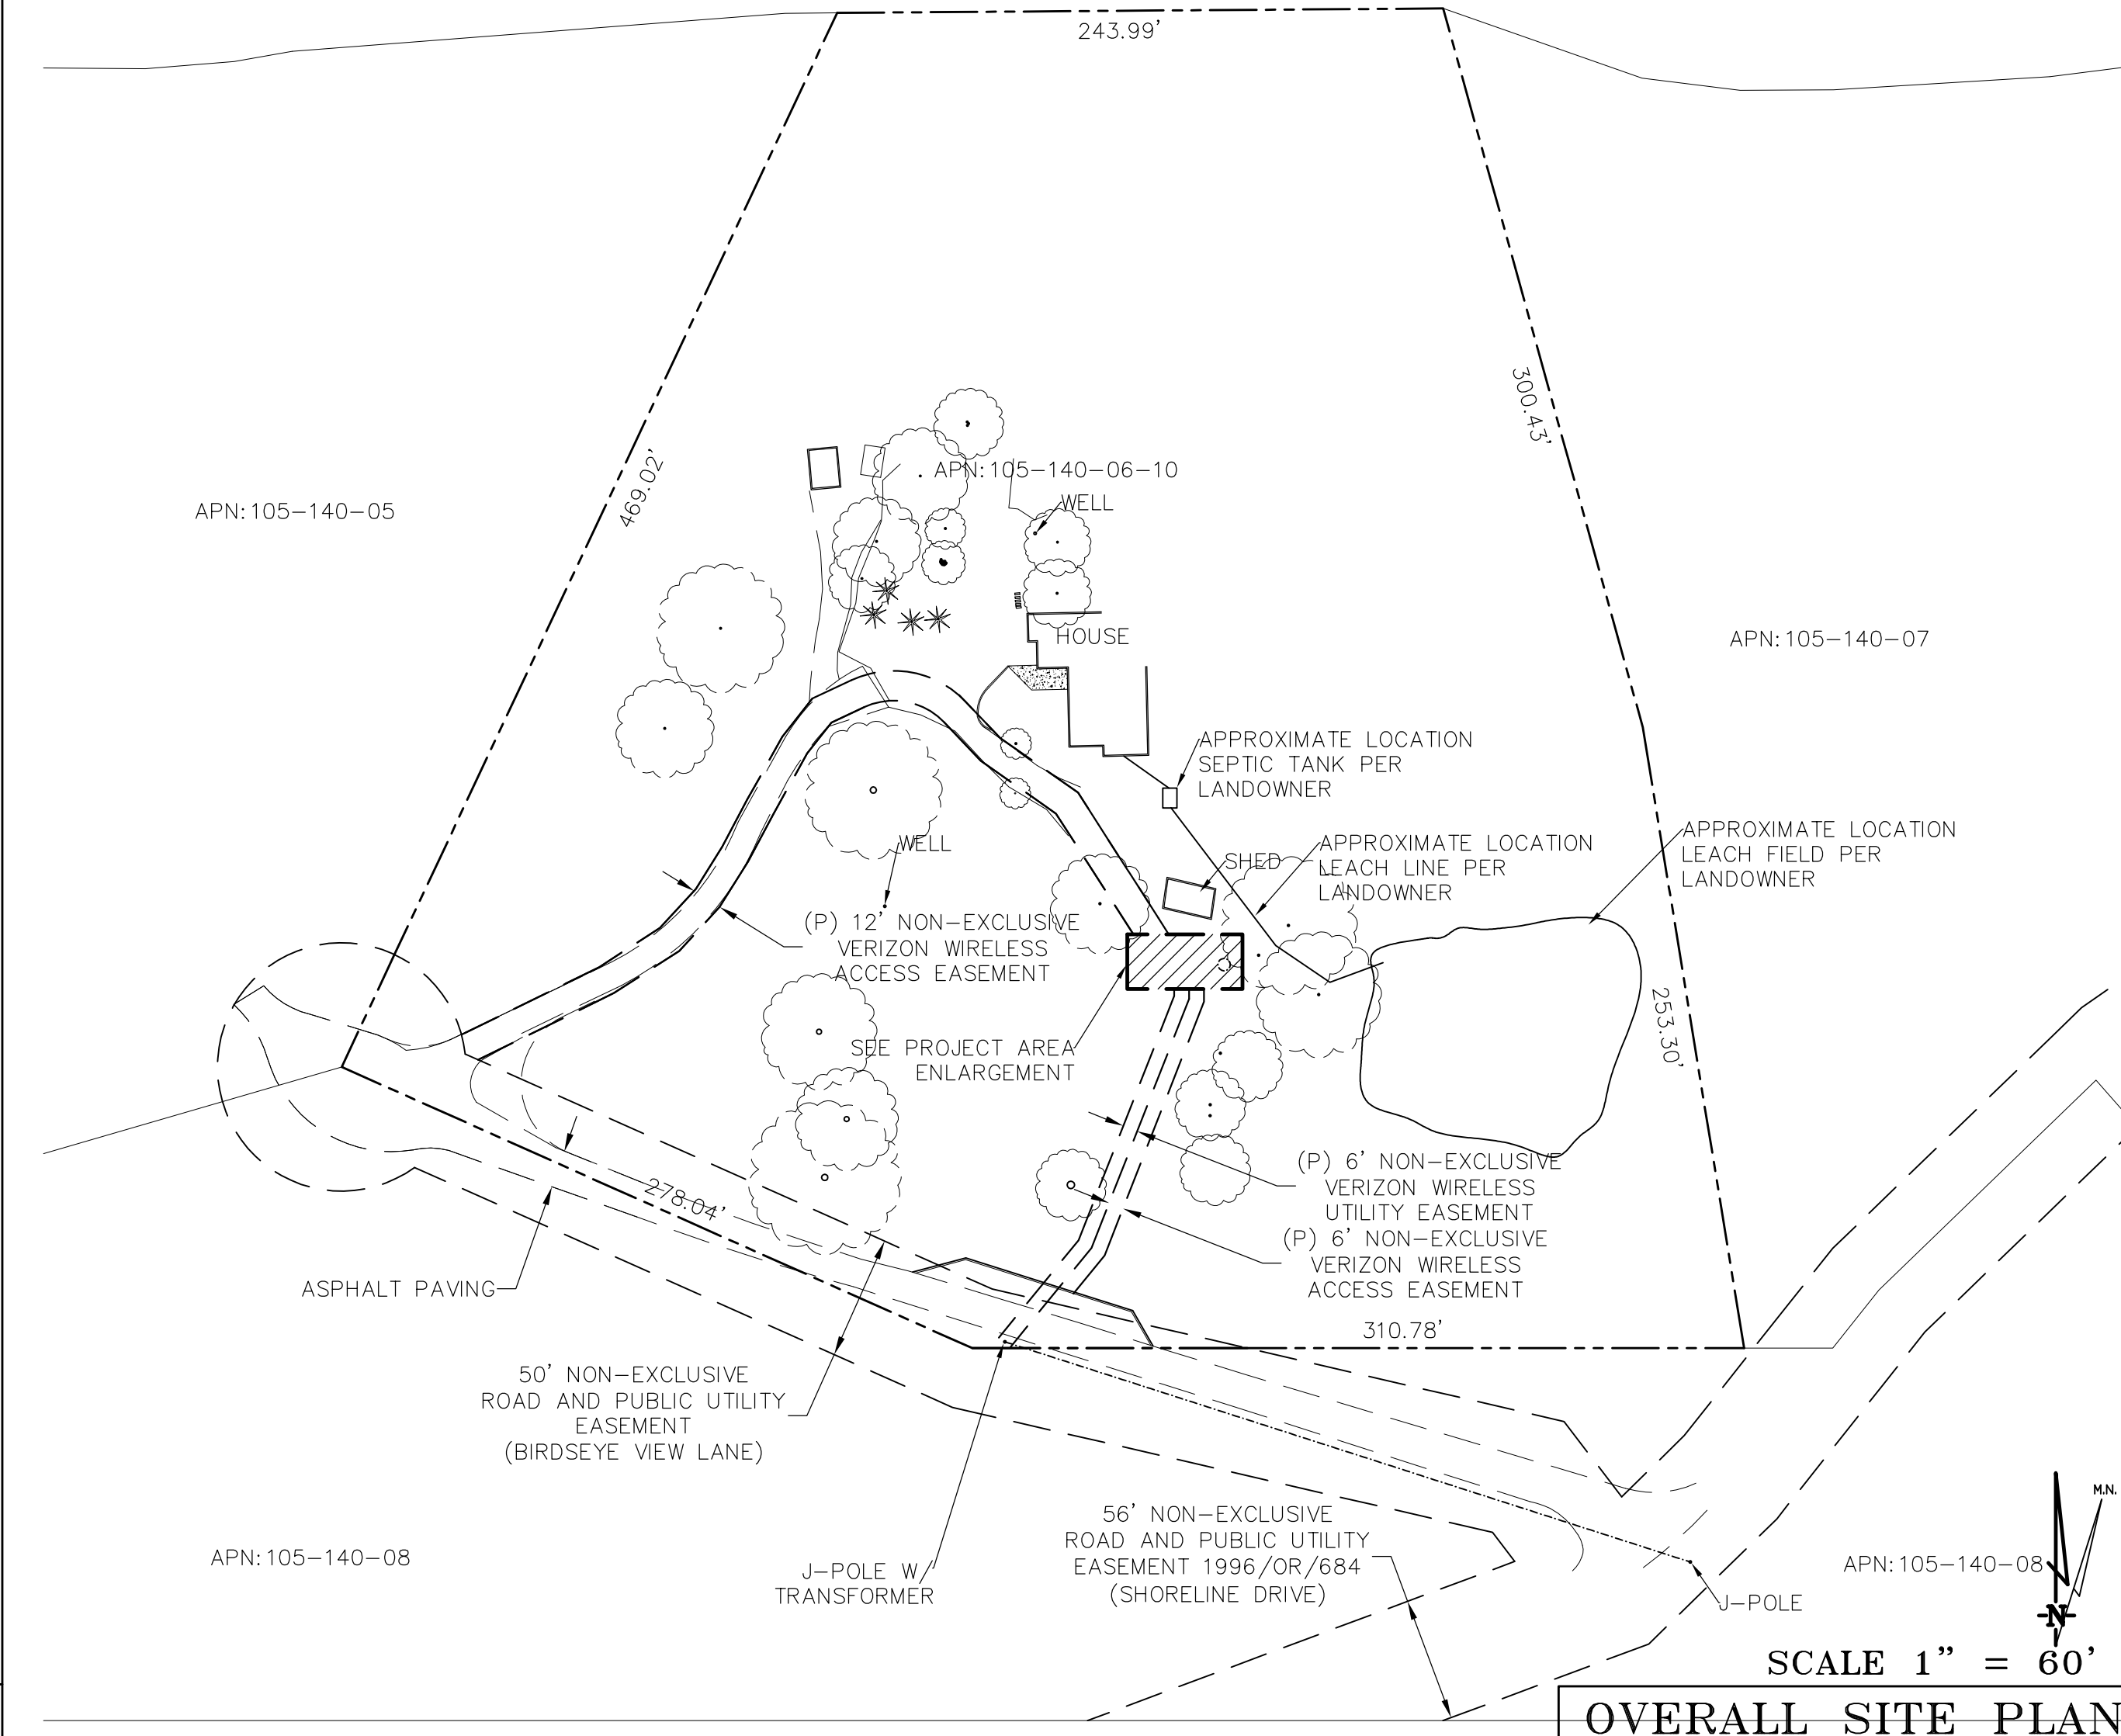 243.99'
300.43'
469.02'
APN:105-140-06-10
WELL
APN:105-140-05
HOUSE
APN:105-140-07
APPROXIMATE LOCATION
SEPTIC TANK PER
LANDOWNER
APPROXIMATE LOCATION
LEACH FIELD PER
LANDOWNER
WELL
SHED
APPROXIMATE LOCATION
LEACH LINE PER
LANDOWNER
(P) 12' NON-EXCLUSIVE
VERIZON WIRELESS
ACCESS EASEMENT
253.30'
SEE PROJECT AREA
ENLARGEMENT
(P) 6' NON-EXCLUSIVE
VERIZON WIRELESS
UTILITY EASEMENT
(P) 6' NON-EXCLUSIVE
VERIZON WIRELESS
ACCESS EASEMENT
278.04'
ASPHALT PAVING
310.78'
50' NON-EXCLUSIVE
ROAD AND PUBLIC UTILITY
EASEMENT
(BIRDSEYE VIEW LANE)
56' NON-EXCLUSIVE
ROAD AND PUBLIC UTILITY
EASEMENT 1996/OR/684
(SHORELINE DRIVE)
APN:105-140-08
J-POLE W/
TRANSFORMER
APN:105-140-08
J-POLE
M.N.
N
SCALE 1" = 60'
OVERALL SITE PLAN